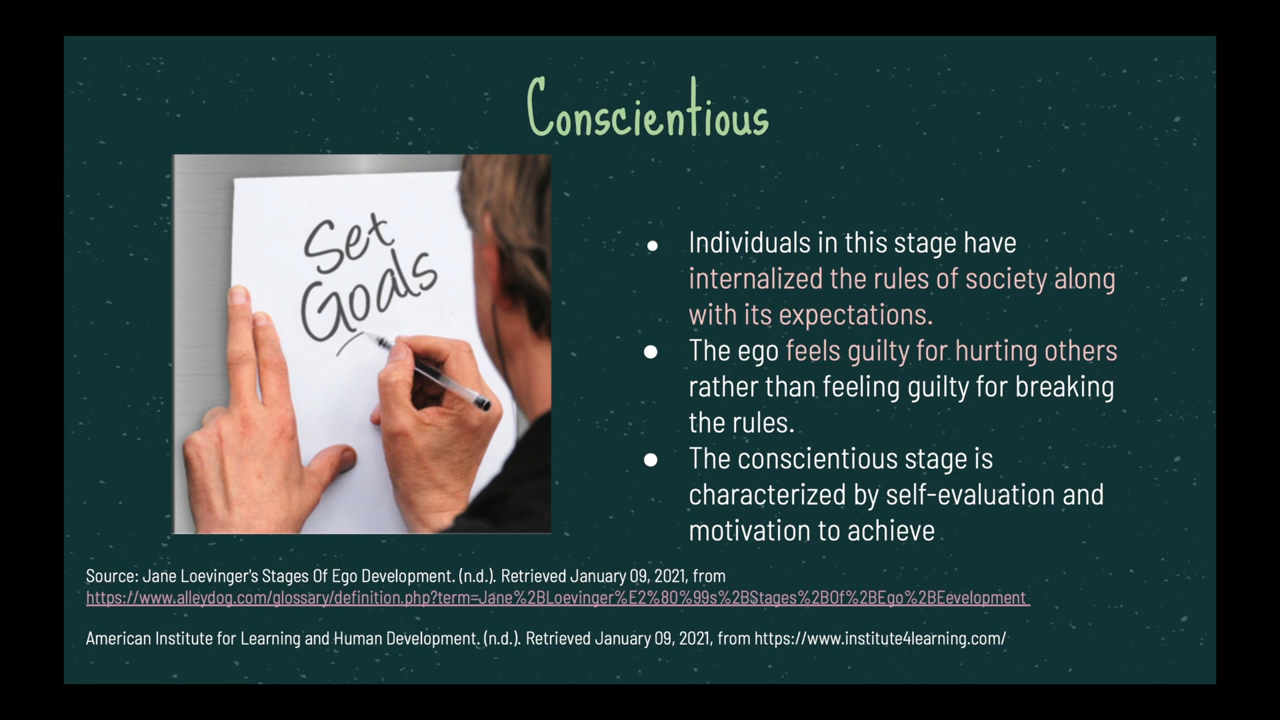 Conscientious
Set
Goals
● Individuals in this stage have
internalized the rules of society along
with its expectations.
● The ego feels guilty for hurting others
rather than feeling guilty for breaking
the rules.
● The conscientious stage is
characterized by self-evaluation and
motivation to achieve
Source: Jane Loevinger's Stages Of Ego Development. (n.d.). Retrieved January 09, 2021, from
https://www.alleydog.com/glossary/definition.php?term=Jane%2BLoevinger%E2%80%99s%2BStages%2BOf%2BEgo%2BEevelopment
American Institute for Learning and Human Development. (n.d.). Retrieved January 09, 2021, from https://www.institute4learning.com/